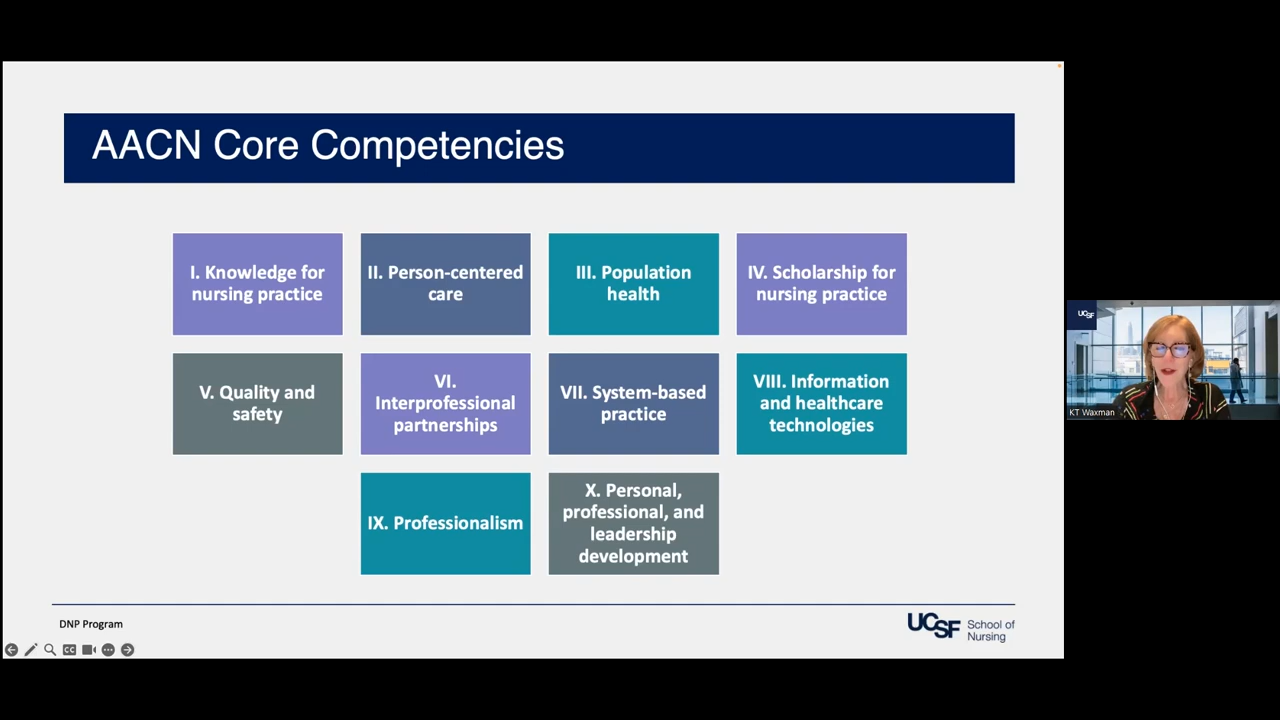 AACN Core Competencies
I. Knowledge for
nursing practice
II. Person-centered
care
III. Population
health
IV. Scholarship for
nursing practice
V. Quality and
safety
VI.
Interprofessional
partnerships
VII. System-based
practice
VIII. Information
and healthcare
technologies
IX. Professionalism
X. Personal,
professional, and
leadership
development
UCSF
KT Waxman
DNP Program
UCSF School of
Nursing
CC